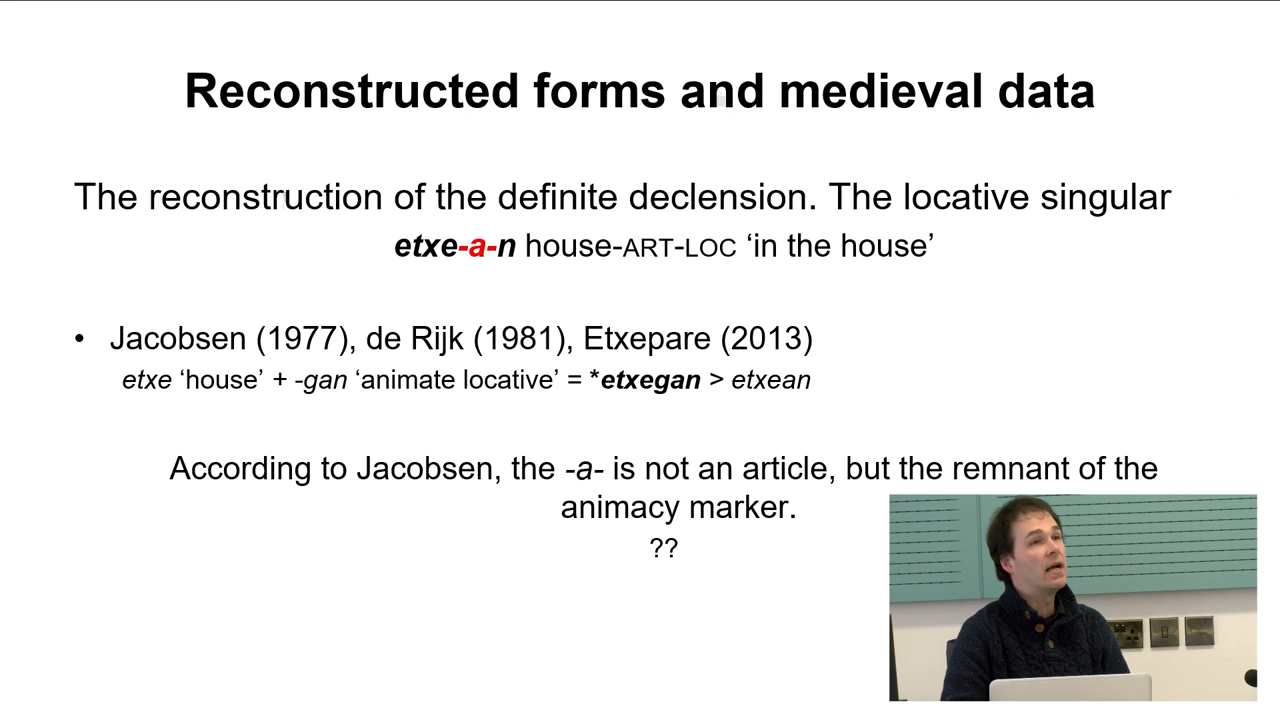 Reconstructed forms and medieval data
The reconstruction of the definite declension. The locative singular
etxe-a-n house-ART-LOC ‘in the house’
• Jacobsen (1977), de Rijk (1981), Etxepare (2013)
etxe ‘house’ + -gan ‘animate locative’ = *etxegan > etxean
According to Jacobsen, the -a- is not an article, but the remnant of the
animacy marker.
??